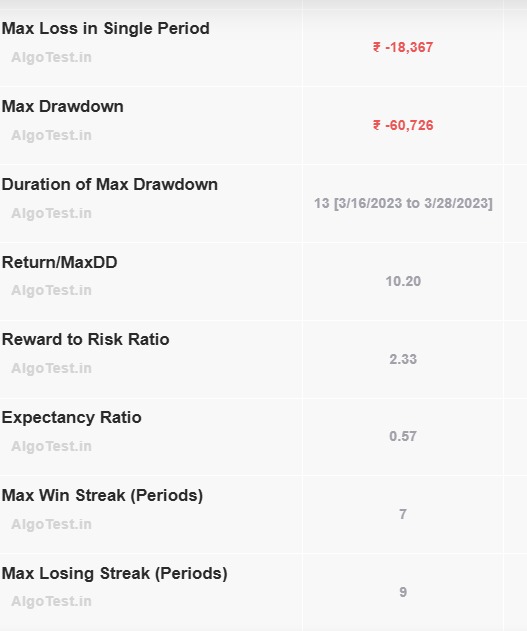 Max Loss in Single Period
AlgoTest.in
₹ -18,367
Max Drawdown
AlgoTest.in
₹ -60,726
Duration of Max Drawdown
AlgoTest.in
13 [3/16/2023 to 3/28/2023]
Return/MaxDD
AlgoTest.in
10.20
Reward to Risk Ratio
AlgoTest.in
2.33
Expectancy Ratio
AlgoTest.in
0.57
Max Win Streak (Periods)
AlgoTest.in
7
Max Losing Streak (Periods)
AlgoTest.in
9